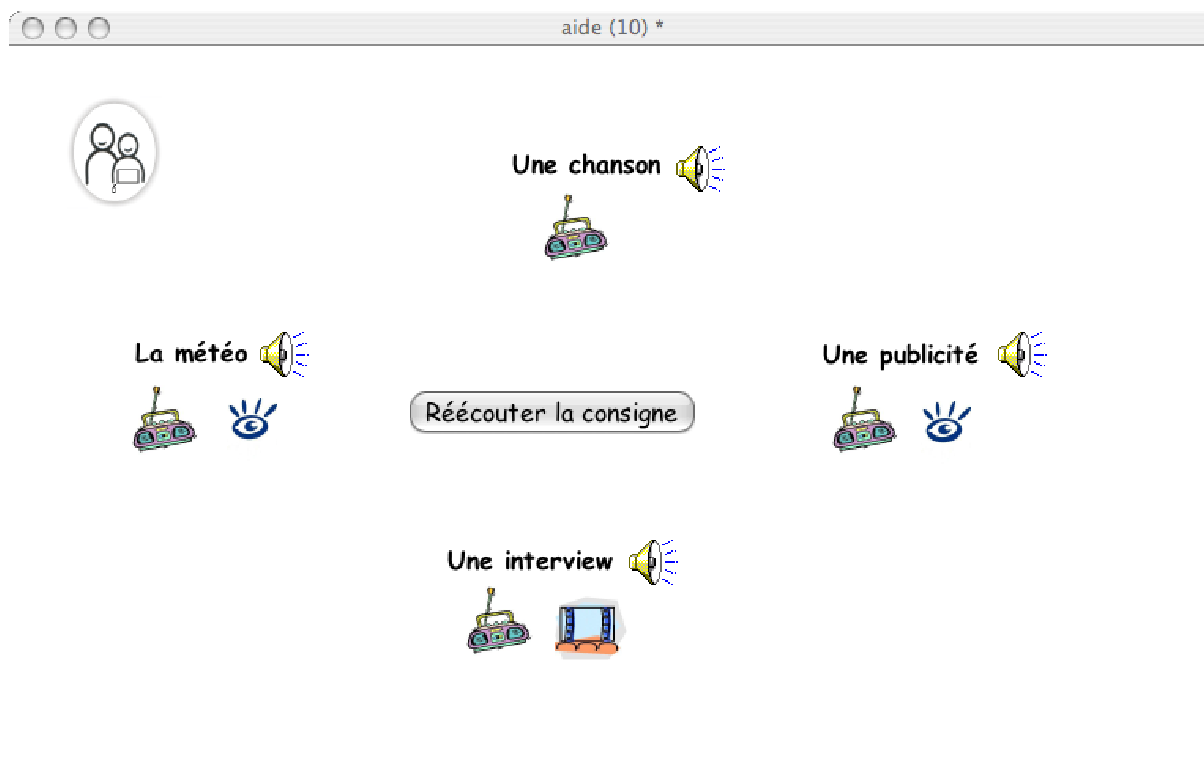 aide (10) *
Une chanson
La météo
Une publicité
Réécouter la consigne
Une interview